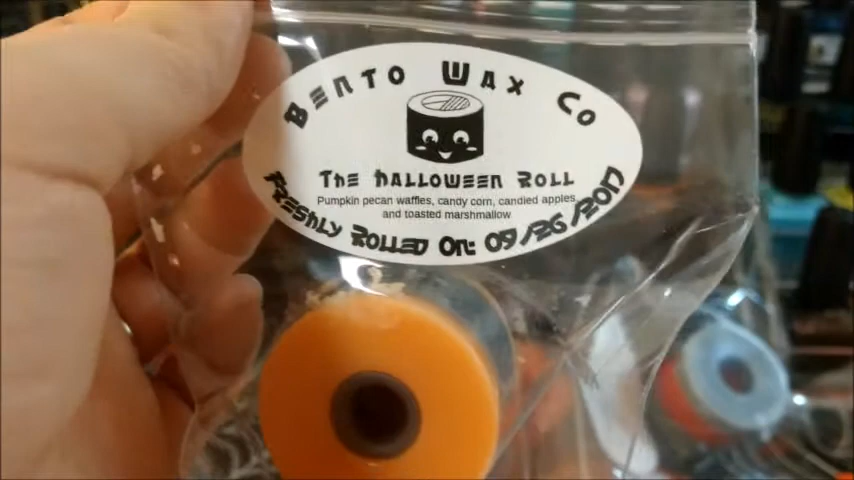 Bento Wax Co
The Halloween Roll
Pumpkin pecan waffles, candy corn, candied apples
and toasted marshmallow
Freshly Rolled On: 09/26/2017